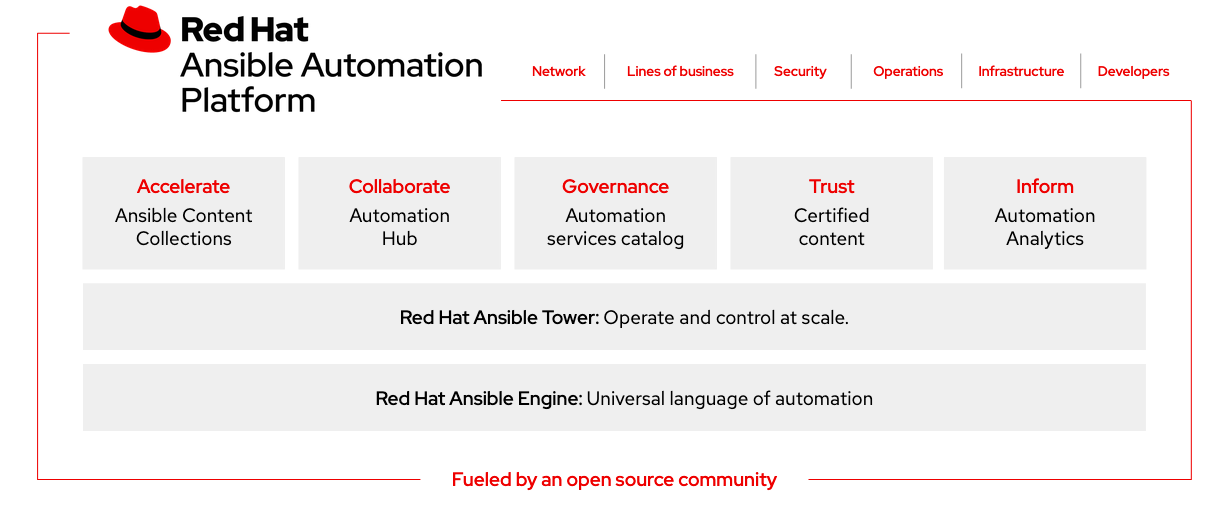 Red Hat
Ansible Automation
Platform
Network
Lines of business
Security
Operations
Infrastructure
Developers
Accelerate
Ansible Content
Collections
Collaborate
Automation
Hub
Governance
Automation
services catalog
Trust
Certified
content
Inform
Automation
Analytics
Red Hat Ansible Tower: Operate and control at scale.
Red Hat Ansible Engine: Universal language of automation
Fueled by an open source community